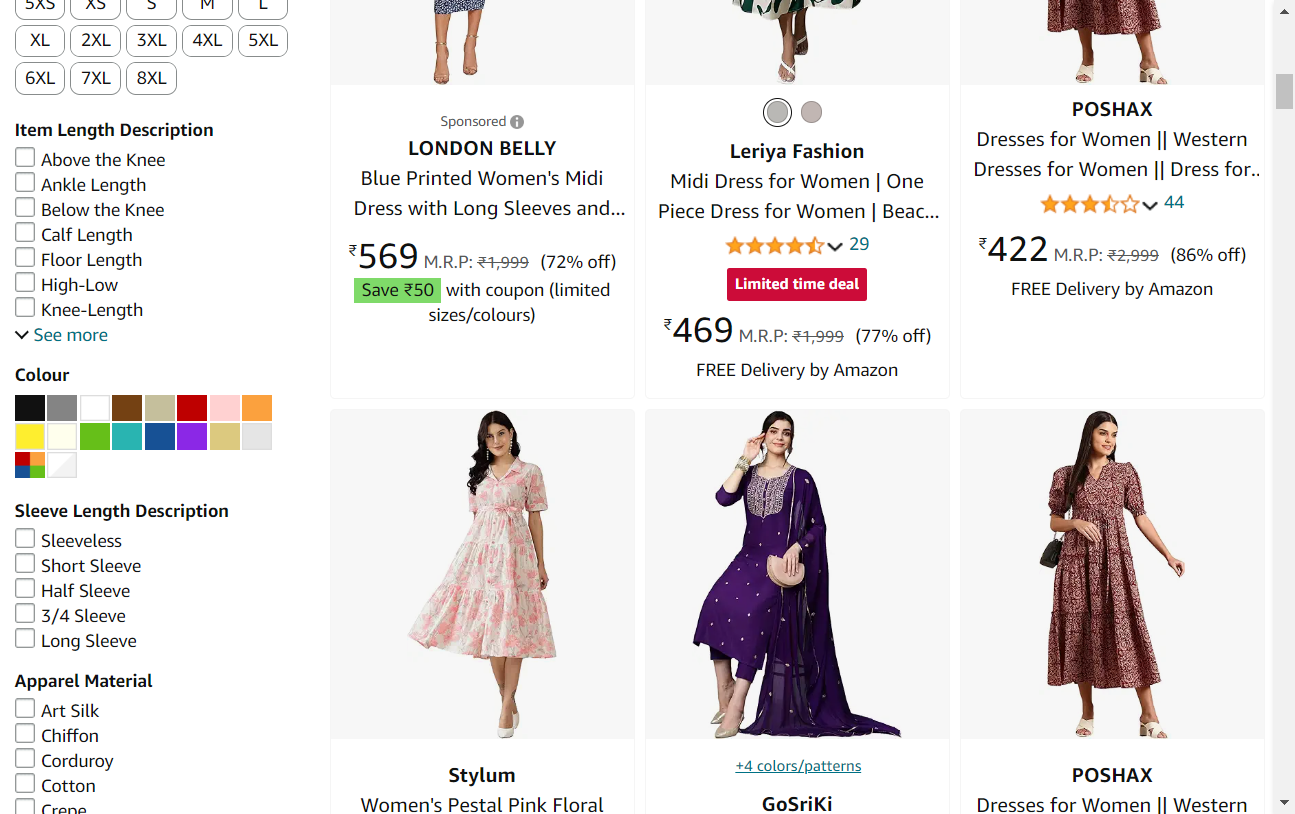 5XS
XS
S
M
L
XL
2XL
3XL
4XL
5XL
6XL
7XL
8XL
Item Length Description
Above the Knee
Ankle Length
Below the Knee
Calf Length
Floor Length
High-Low
Knee-Length
See more
Colour
Sleeve Length Description
Sleeveless
Short Sleeve
Half Sleeve
3/4 Sleeve
Long Sleeve
Apparel Material
Art Silk
Chiffon
Corduroy
Cotton
Crepe
Sponsored
LONDON BELLY
Blue Printed Women's Midi
Dress with Long Sleeves and...
₹569 M.R.P: ₹1,999 (72% off)
Save ₹50 with coupon (limited
sizes/colours)
Leriya Fashion
Midi Dress for Women | One
Piece Dress for Women | Beac...
29
Limited time deal
₹469 M.R.P: ₹1,999 (77% off)
FREE Delivery by Amazon
POSHAX
Dresses for Women || Western
Dresses for Women || Dress for..
44
₹422 M.R.P: ₹2,999 (86% off)
FREE Delivery by Amazon
Stylum
Women's Pestal Pink Floral
+4 colors/patterns
GoSriKi
POSHAX
Dresses for Women || Western